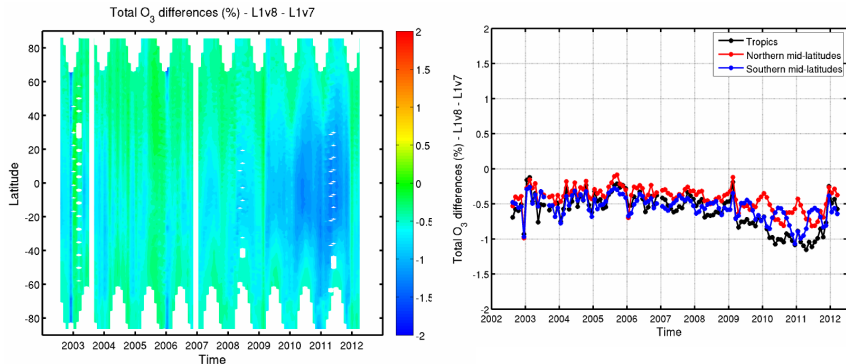 Total O3 differences (%) - L1v8 - L1v7
Latitude
80
60
40
20
0
-20
-40
-60
-80
2003 2004 2005 2006 2007 2008 2009 2010 2011 2012
Time
2
1.5
1
0.5
0
-0.5
-1
-1.5
-2
Total O3 differences (%) - L1v8 - L1v7
2
1.5
1
0.5
0
-0.5
-1
-1.5
-2
Tropics
Northern mid-latitudes
Southern mid-latitudes
2002 2003 2004 2005 2006 2007 2008 2009 2010 2011 2012
Time